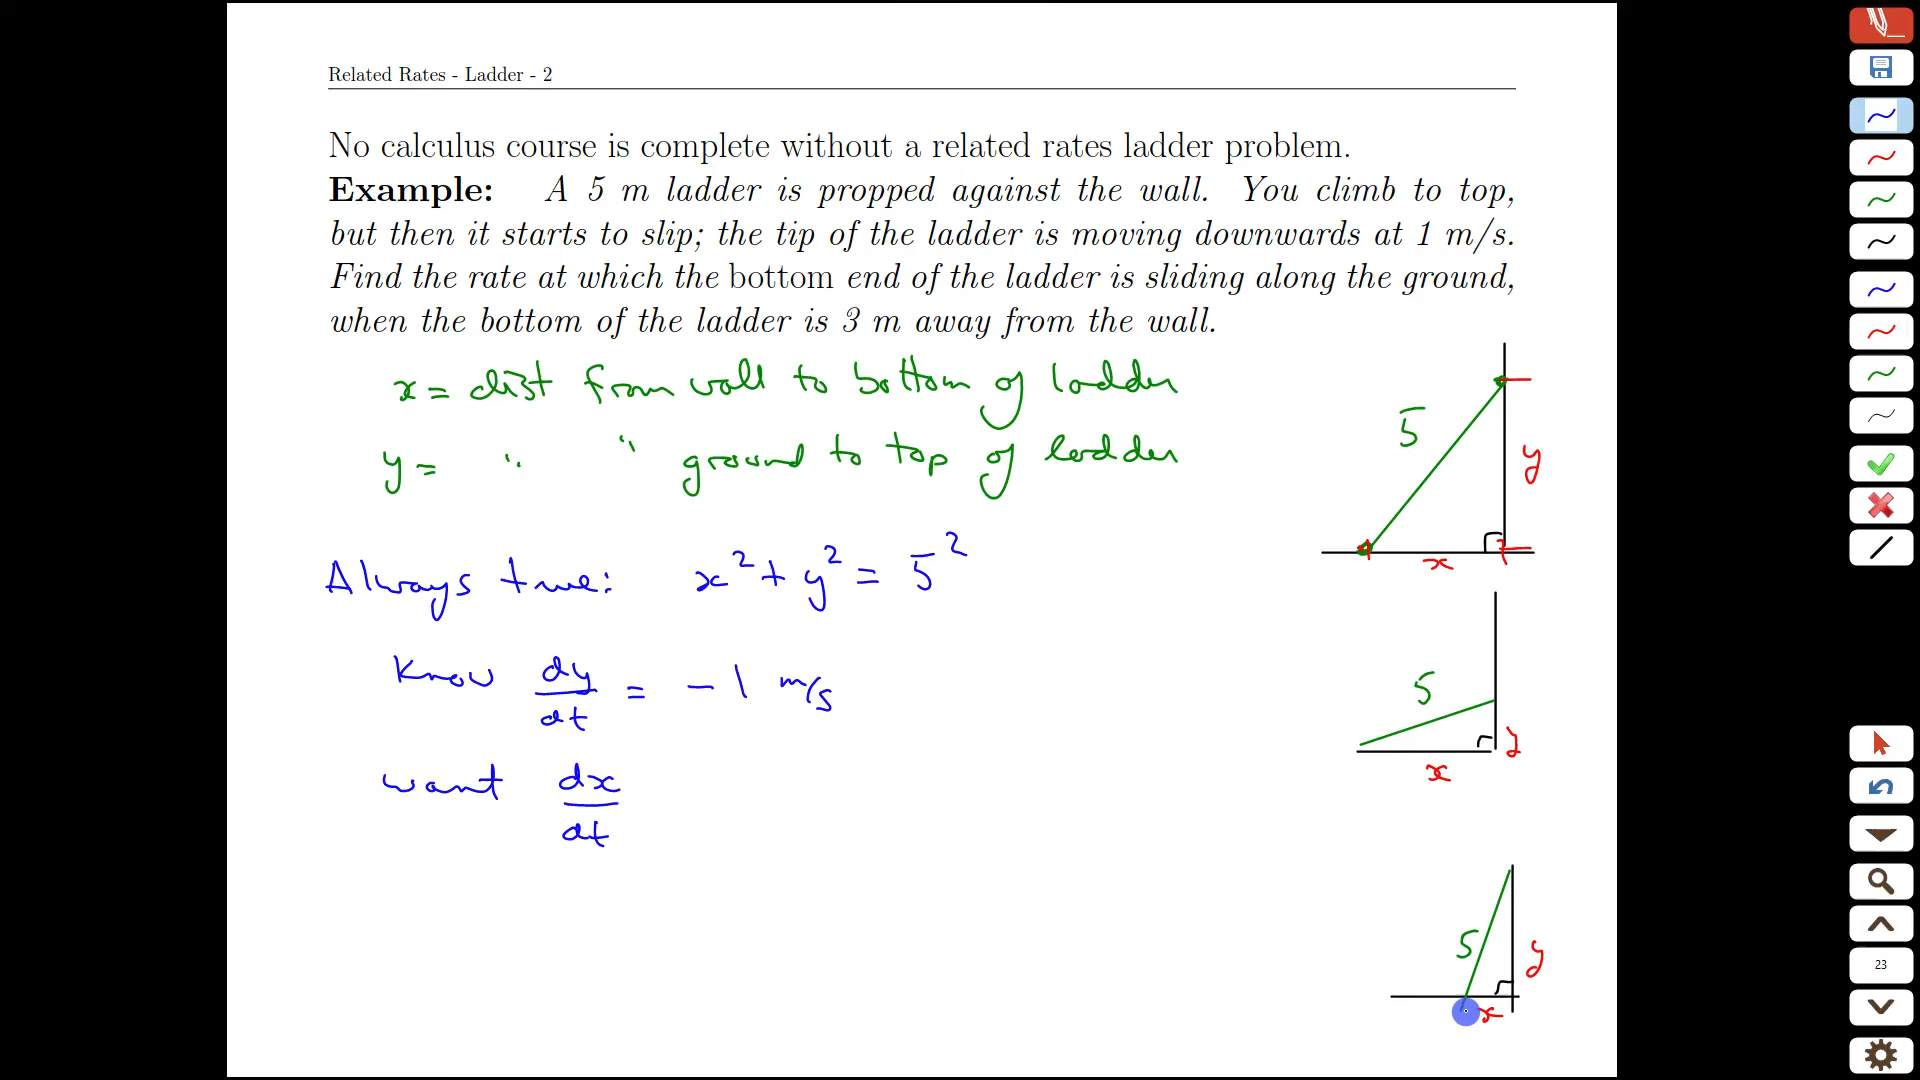 Related Rates - Ladder - 2
No calculus course is complete without a related rates ladder problem.
Example: A 5 m ladder is propped against the wall. You climb to top,
but then it starts to slip; the tip of the ladder is moving downwards at 1 m/s.
Find the rate at which the bottom end of the ladder is sliding along the ground,
when the bottom of the ladder is 3 m away from the wall.
x = dist from wall to bottom of ladder
y = " " ground to top of ladder
5
y
x
Always true: x² + y² = 5²
Know dy/dt = -1 m/s
5
y
x
want dx/dt
5
y
x
23